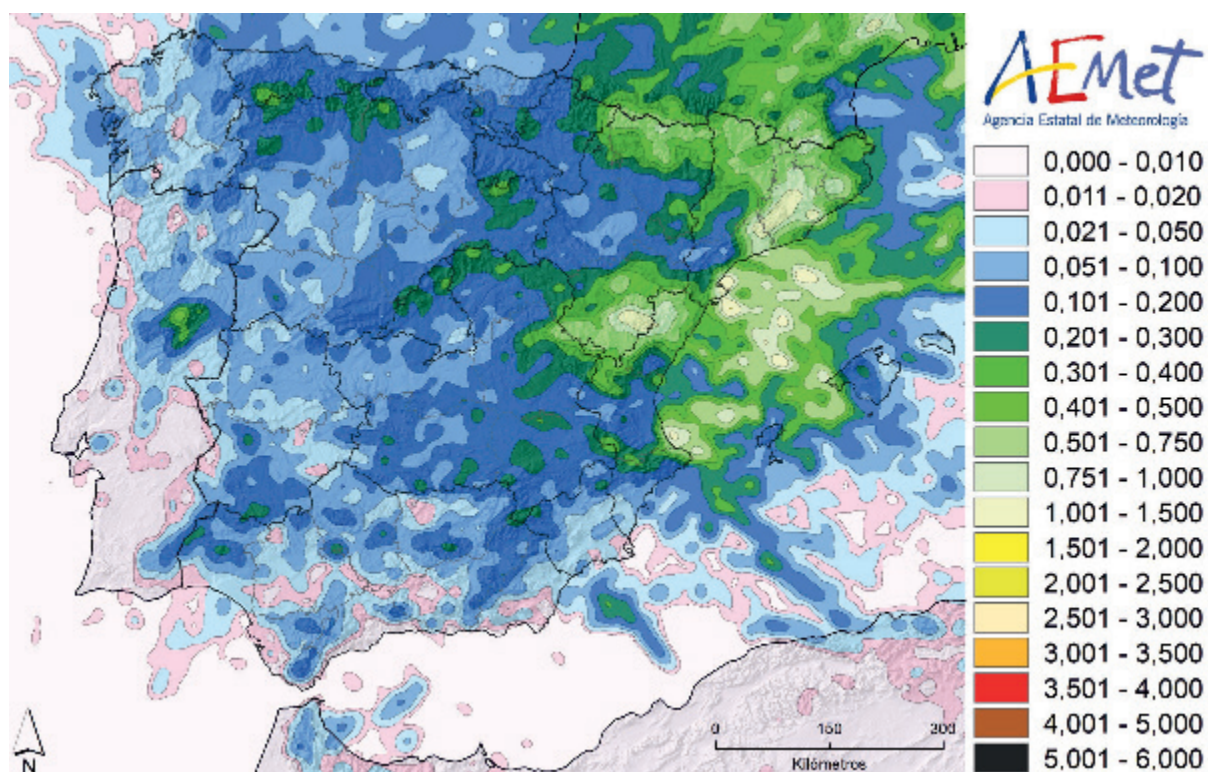 AEMet
Agencia Estatal de Meteorología
0,000 - 0,010
0,011 - 0,020
0,021 - 0,050
0,051 - 0,100
0,101 - 0,200
0,201 - 0,300
0,301 - 0,400
0,401 - 0,500
0,501 - 0,750
0,751 - 1,000
1,001 - 1,500
1,501 - 2,000
2,001 - 2,500
2,501 - 3,000
3,001 - 3,500
3,501 - 4,000
4,001 - 5,000
5,001 - 6,000
0 150 300
Kilómetros
N